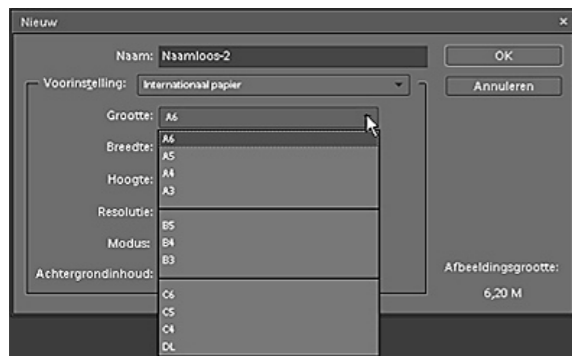 Nieuw
Naam: Naamloos-2
OK
Voorinstelling: Internationaal papier
Annuleren
Grootte: A6
Breedte:
Hoogte:
Resolutie:
Modus:
Achtergrondinhoud:
A6
A5
A4
A3
B5
B4
B3
C6
C5
C4
DL
Afbeeldingsgrootte:
6,20 M